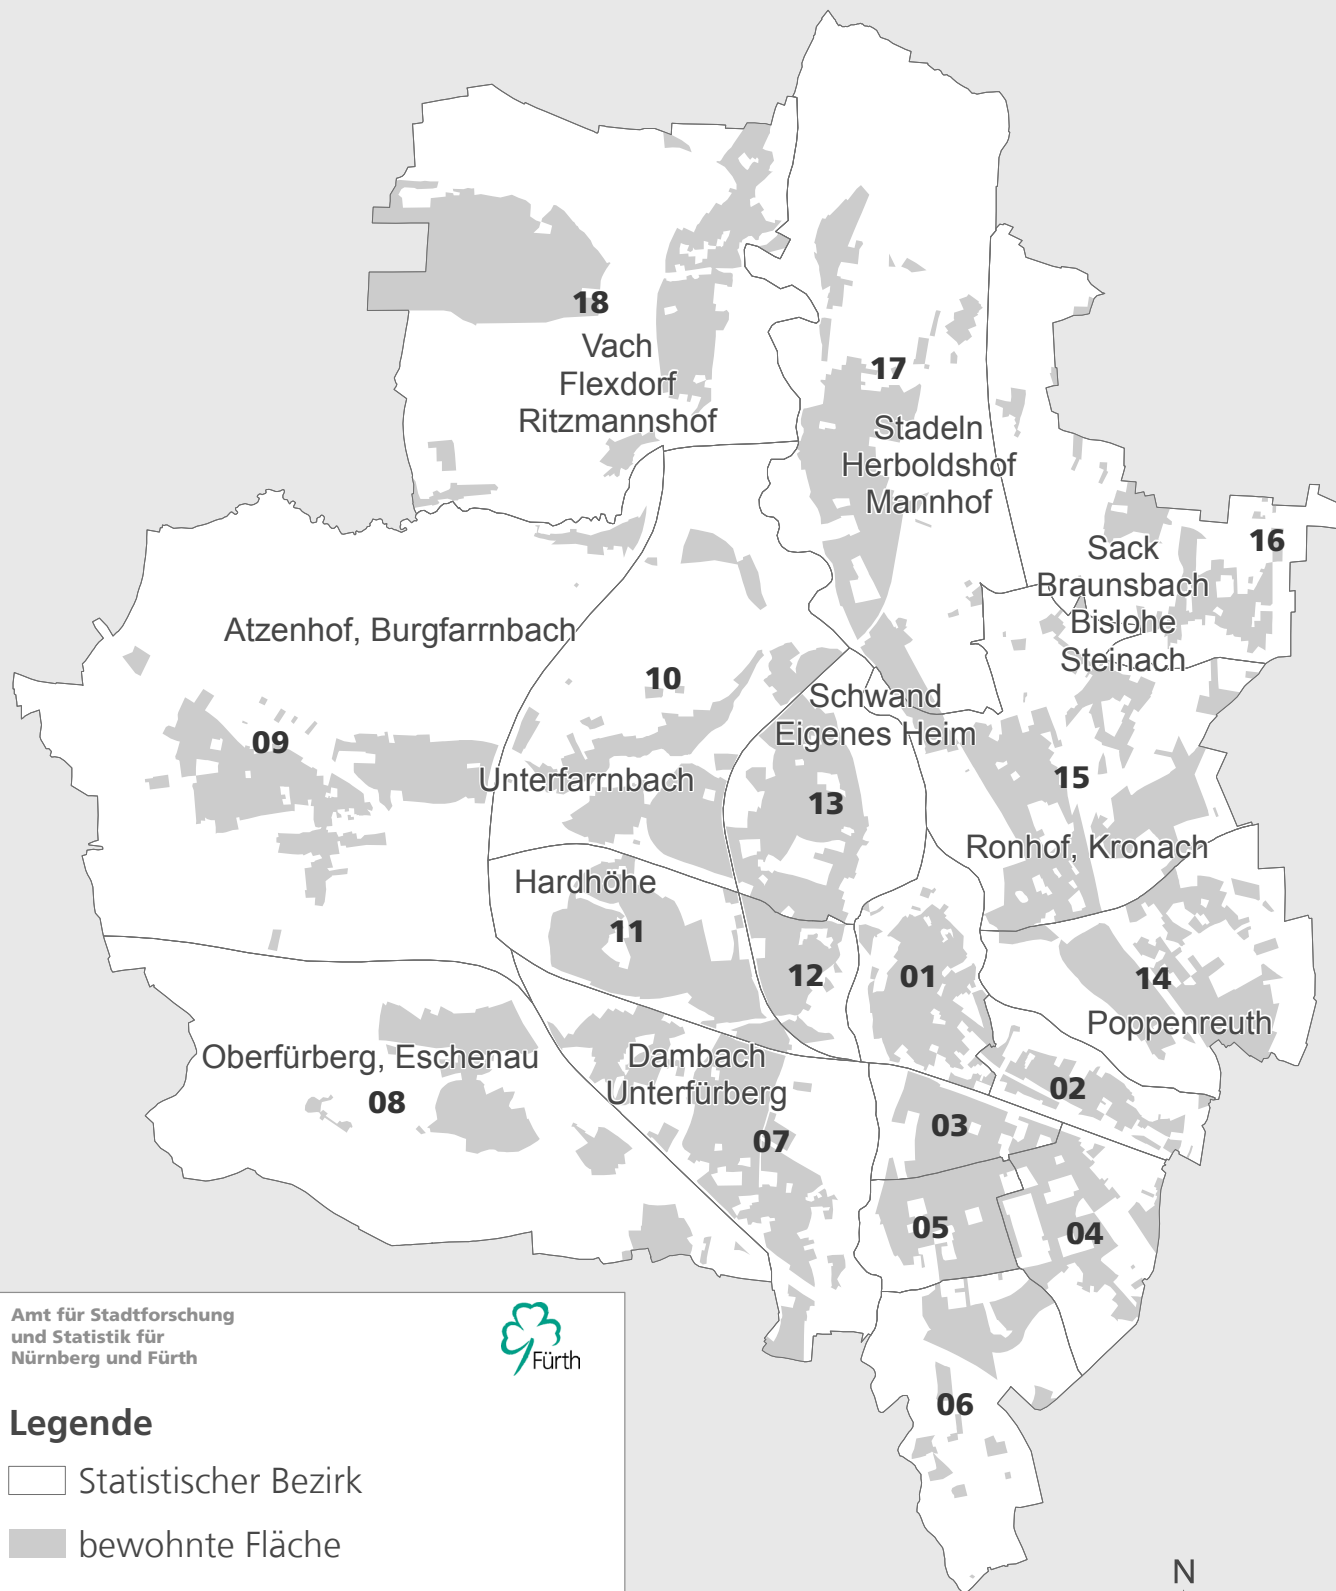 18
Vach
Flexdorf
Ritzmannshof
17
Stadeln
Herboldshof
Mannhof
16
Sack
Braunsbach
Bislohe
Steinach
Atzenhof, Burgfarrnbach
09
10
Unterfarrnbach
Schwand
Eigenes Heim
13
15
Ronhof, Kronach
Hardhöhe
11
12
01
14
Poppenreuth
Oberfürberg, Eschenau
08
Dambach
Unterfürberg
07
02
03
05
04
06
Amt für Stadtforschung
und Statistik für
Nürnberg und Fürth
Fürth
Legende
Statistischer Bezirk
bewohnte Fläche
N